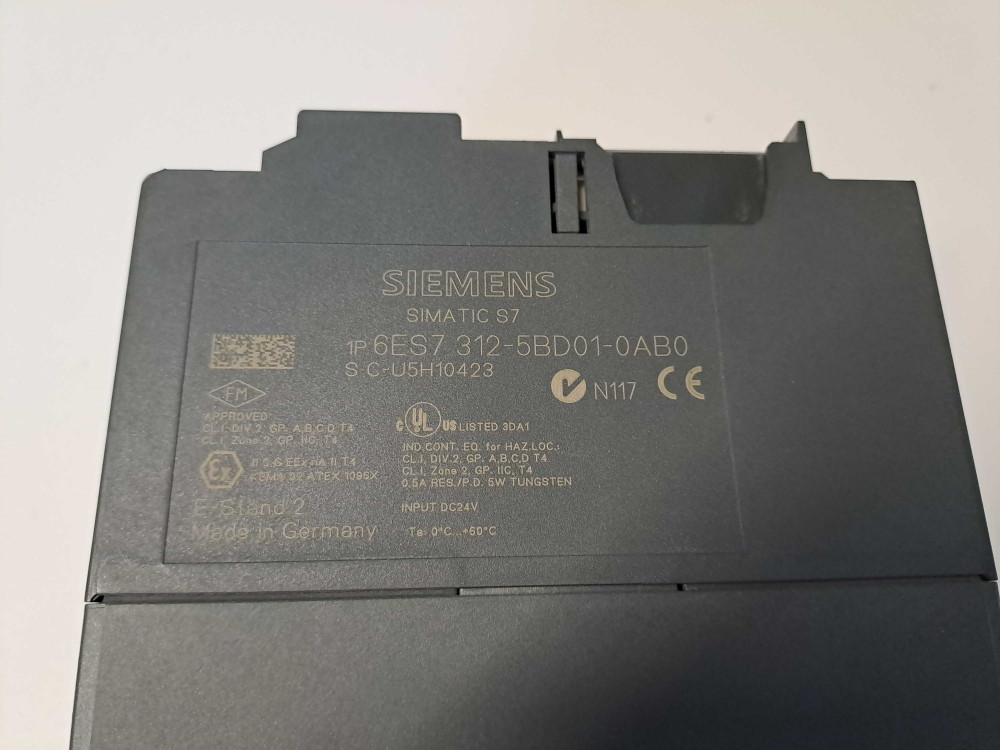 SIEMENS
SIMATIC S7
1P 6ES7 312-5BD01-0AB0
S C-U5H10423
N117 CE
FM
APPROVED
CL.I, DIV.2, GP. A,B,C,D T4
CL.I, Zone 2, GP. IIC, T4
Ex
II 3 G EEx nA II T4
ATEX 1096X
E-Stand 2
Made in Germany
C UL US LISTED 3DA1
IND.CONT. EQ. for HAZ.LOC.:
CL.I, DIV.2, GP. A,B,C,D T4
CL.I, Zone 2, GP. IIC, T4
0.5A RES./P.D. 5W TUNGSTEN
INPUT DC24V
Ta: 0°C...+60°C